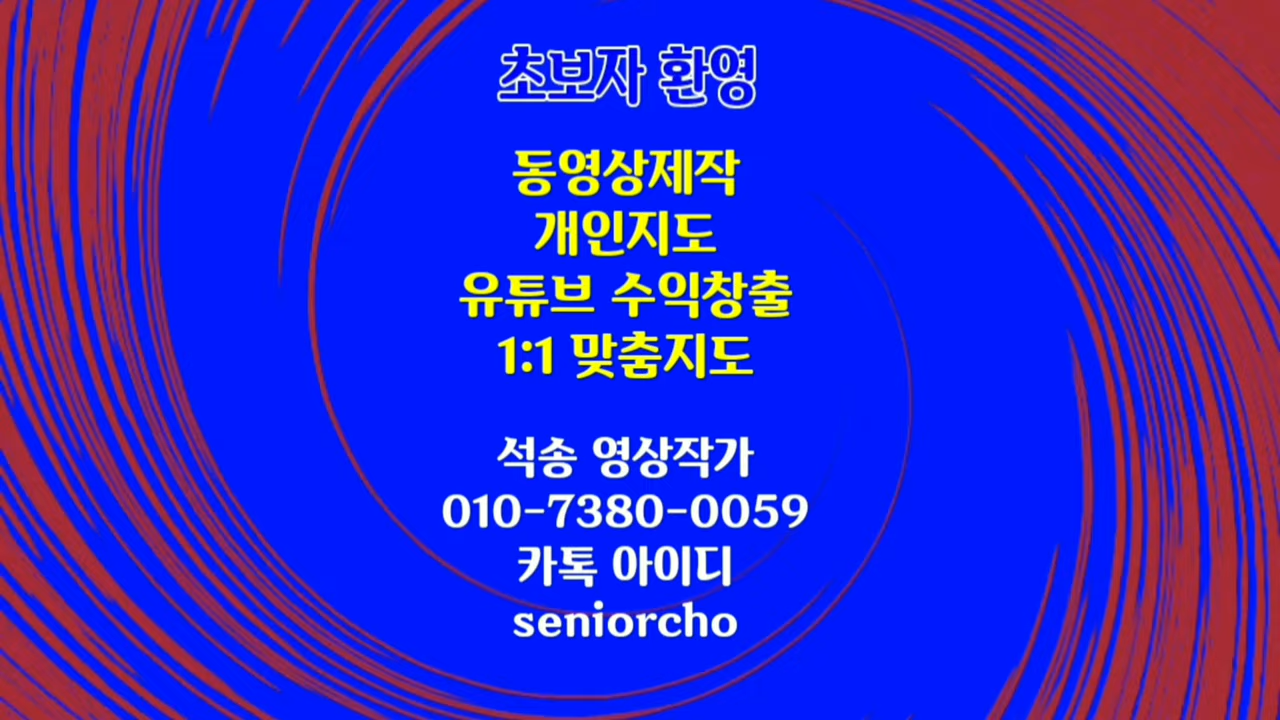 초보자 환영
동영상제작
개인지도
유튜브 수익창출
1:1 맞춤지도
석송 영상작가
010-7380-0059
카톡 아이디
seniorcho